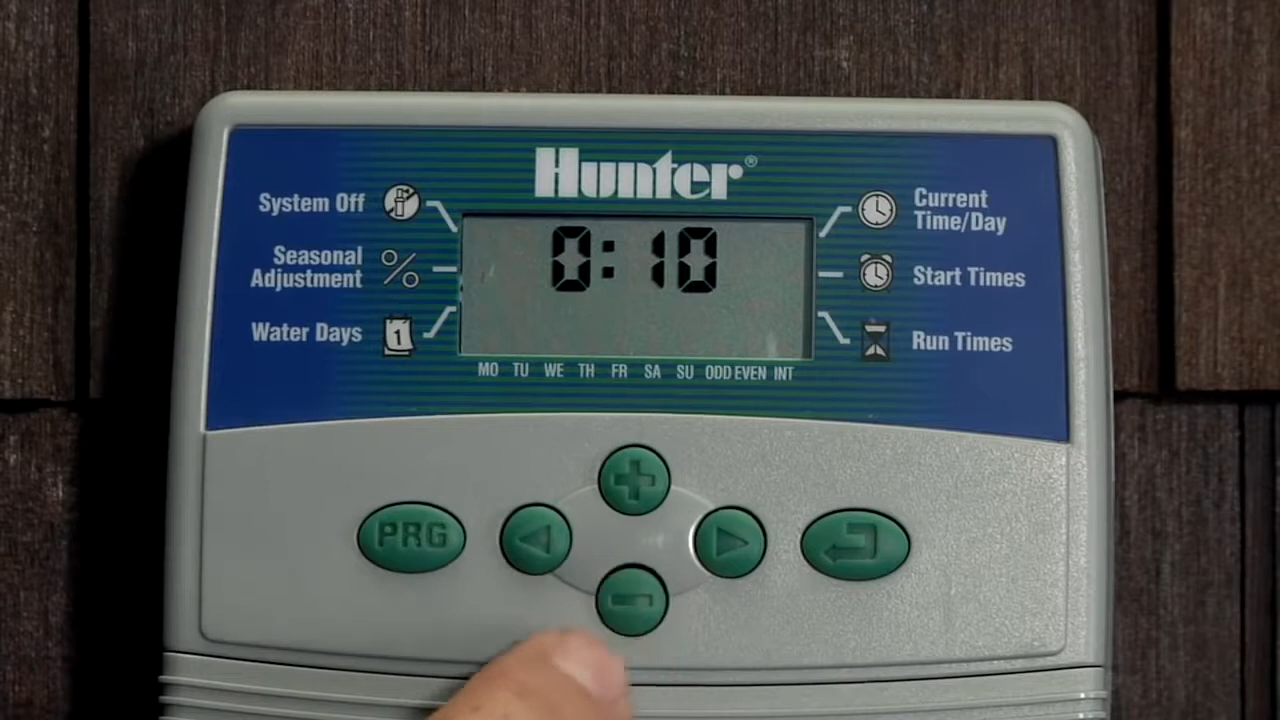 Hunter®
System Off
Seasonal
Adjustment
Water Days
1
0:10
Current
Time/Day
Start Times
Run Times
MO TU WE TH FR SA SU ODD EVEN INT
PRG